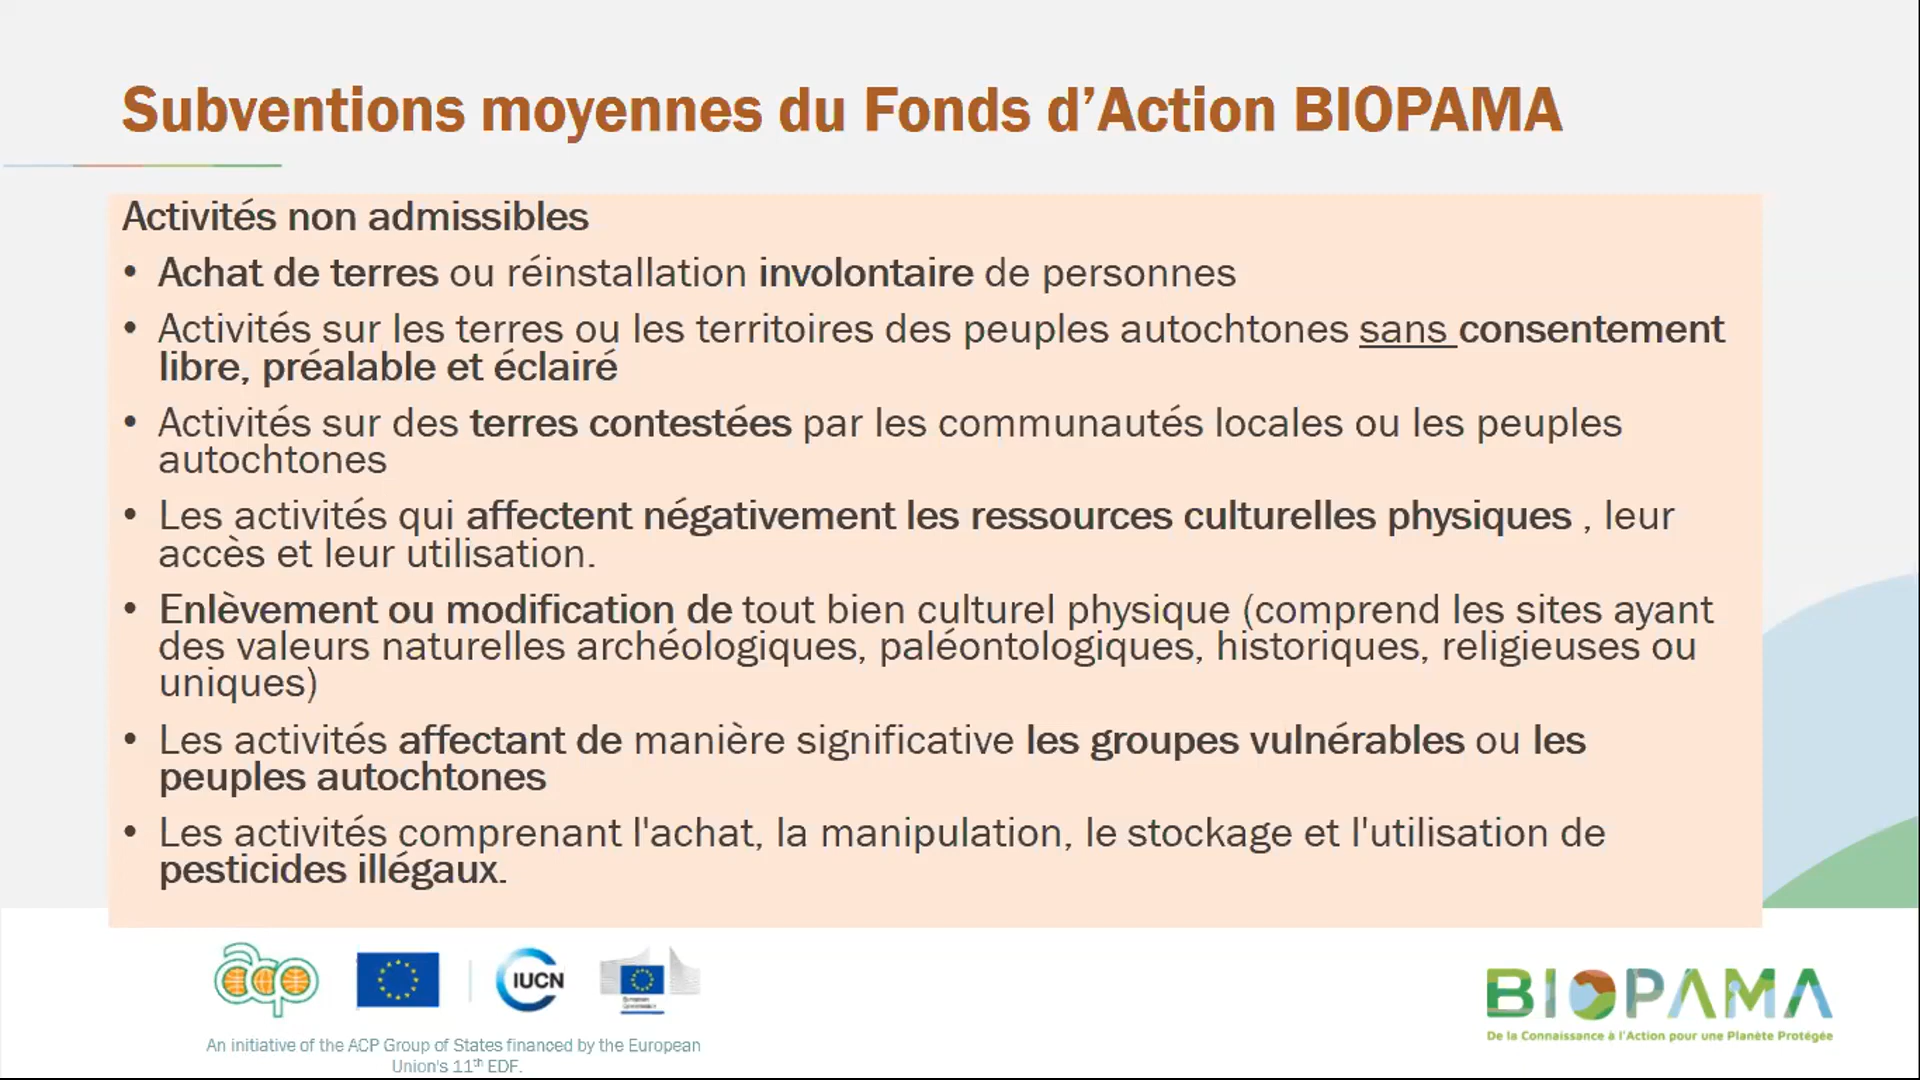 Subventions moyennes du Fonds d’Action BIOPAMA
Activités non admissibles
• Achat de terres ou réinstallation involontaire de personnes
• Activités sur les terres ou les territoires des peuples autochtones sans consentement
libre, préalable et éclairé
• Activités sur des terres contestées par les communautés locales ou les peuples
autochtones
• Les activités qui affectent négativement les ressources culturelles physiques , leur
accès et leur utilisation.
• Enlèvement ou modification de tout bien culturel physique (comprend les sites ayant
des valeurs naturelles archéologiques, paléontologiques, historiques, religieuses ou
uniques)
• Les activités affectant de manière significative les groupes vulnérables ou les
peuples autochtones
• Les activités comprenant l'achat, la manipulation, le stockage et l'utilisation de
pesticides illégaux.
acp
IUCN
European
Commission
An initiative of the ACP Group of States financed by the European
Union's 11th EDF.
BIOPAMA
De la Connaissance à l'Action pour une Planète Protégée